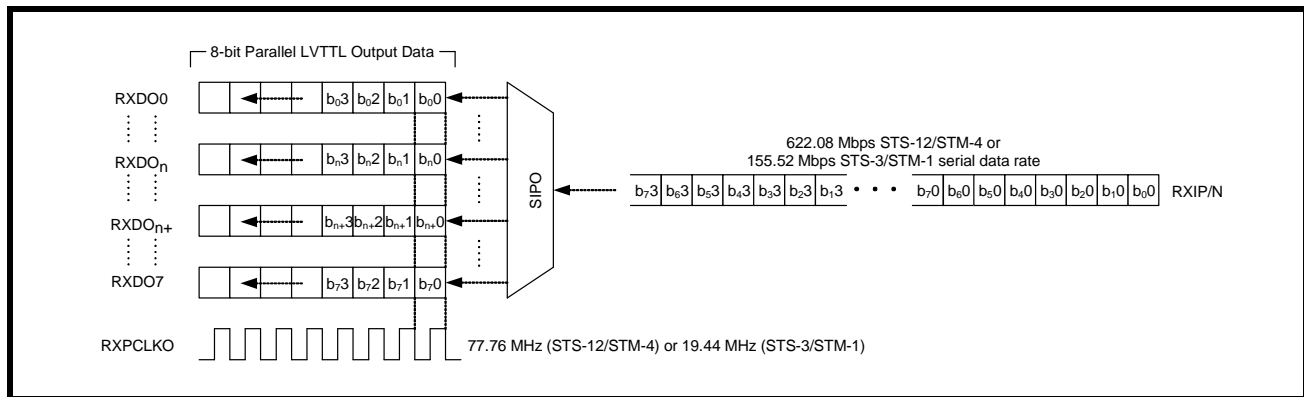 8-bit Parallel LVTTL Output Data
RXDO0
b03 b02 b01 b00
RXDOn
bn3 bn2 bn1 bn0
RXDOn+
bn+3 bn+2 bn+1 bn+0
RXDO7
b73 b72 b71 b70
SIPO
622.08 Mbps STS-12/STM-4 or
155.52 Mbps STS-3/STM-1 serial data rate
b73 b63 b53 b43 b33 b23 b13 • • • b70 b60 b50 b40 b30 b20 b10 b00 RXIP/N
RXPCLKO
77.76 MHz (STS-12/STM-4) or 19.44 MHz (STS-3/STM-1)